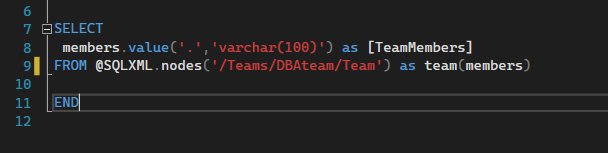 6
7 SELECT
8 members.value('.','varchar(100)') as [TeamMembers]
9 FROM @SQLXML.nodes('/Teams/DBAteam/Team') as team(members)
10
11 END
12